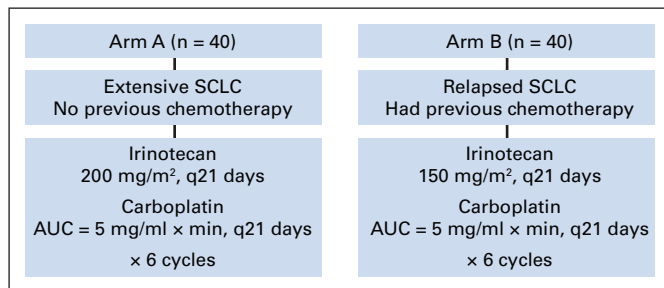 Arm A (n = 40)
Extensive SCLC
No previous chemotherapy
Irinotecan
200 mg/m², q21 days
Carboplatin
AUC = 5 mg/ml × min, q21 days
× 6 cycles
Arm B (n = 40)
Relapsed SCLC
Had previous chemotherapy
Irinotecan
150 mg/m², q21 days
Carboplatin
AUC = 5 mg/ml × min, q21 days
× 6 cycles